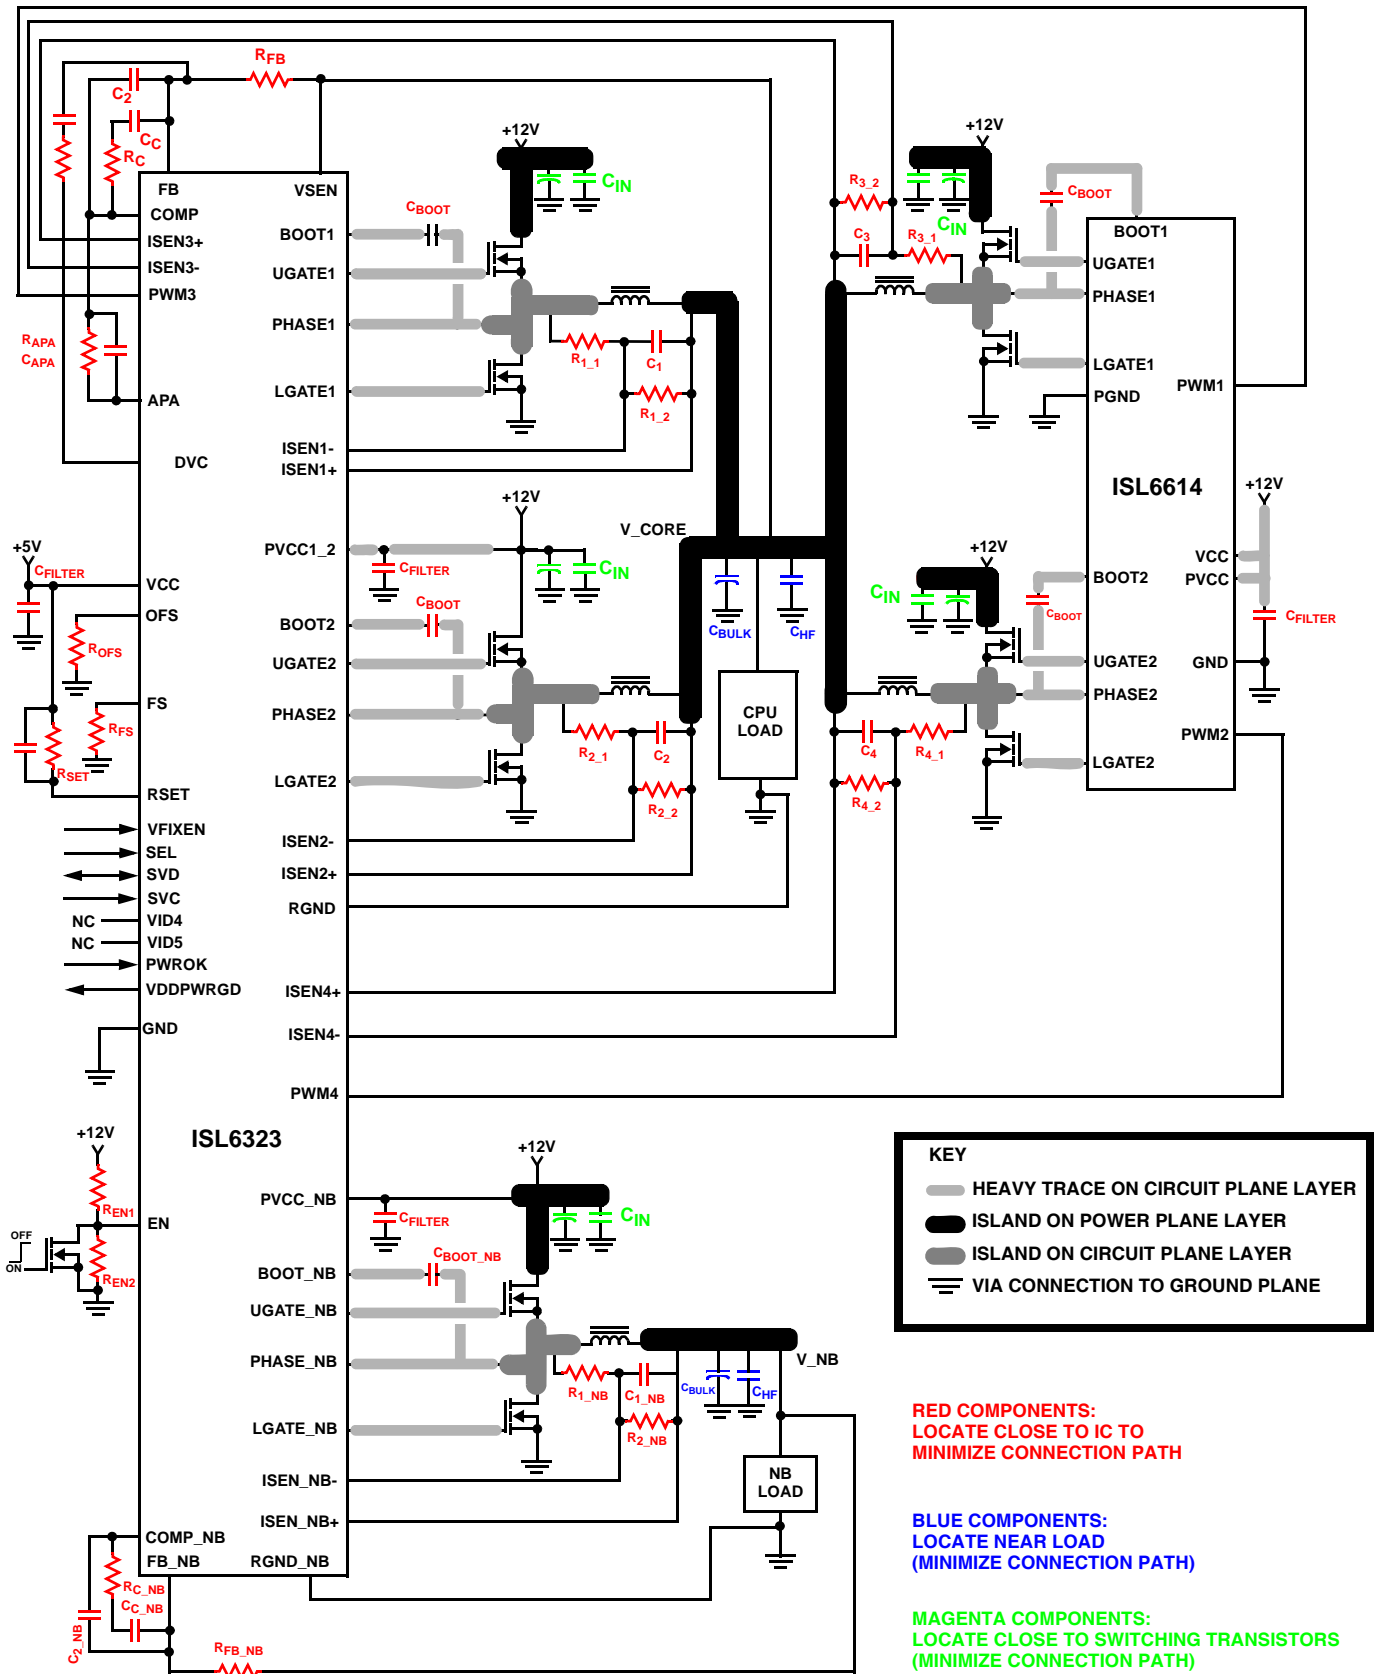 RFB
C2
CC
RC
FB
VSEN
COMP
ISEN3+
ISEN3-
PWM3
RAPA
CAPA
APA
DVC
BOOT1
UGATE1
PHASE1
LGATE1
ISEN1-
ISEN1+
CBOOT
+12V
CIN
R1_1
C1
R1_2
+12V
R3_2
C3
R3_1
CIN
CBOOT
BOOT1
UGATE1
PHASE1
LGATE1
PGND
PWM1
ISL6614
+12V
VCC
PVCC
CFILTER
GND
BOOT2
UGATE2
PHASE2
PWM2
LGATE2
+12V
CIN
CBOOT
C4
R4_1
R4_2
+12V
V_CORE
PVCC1_2
CFILTER
CIN
CBOOT
BOOT2
UGATE2
PHASE2
LGATE2
R2_1
C2
R2_2
CBULK
CHF
CPU
LOAD
ISEN2-
ISEN2+
RGND
ISEN4+
ISEN4-
PWM4
+5V
CFILTER
VCC
OFS
ROFS
FS
RFS
RSET
RSET
VFIXEN
SEL
SVD
SVC
NC
VID4
NC
VID5
PWROK
VDDPWRGD
GND
+12V
ISL6323
REN1
EN
OFF
ON
REN2
+12V
PVCC_NB
CFILTER
CIN
CBOOT_NB
BOOT_NB
UGATE_NB
PHASE_NB
LGATE_NB
V_NB
R1_NB
C1_NB
R2_NB
CBULK
CHF
NB
LOAD
ISEN_NB-
ISEN_NB+
COMP_NB
FB_NB
RGND_NB
RC_NB
CC_NB
C2_NB
RFB_NB
KEY
HEAVY TRACE ON CIRCUIT PLANE LAYER
ISLAND ON POWER PLANE LAYER
ISLAND ON CIRCUIT PLANE LAYER
VIA CONNECTION TO GROUND PLANE
RED COMPONENTS:
LOCATE CLOSE TO IC TO
MINIMIZE CONNECTION PATH
BLUE COMPONENTS:
LOCATE NEAR LOAD
(MINIMIZE CONNECTION PATH)
MAGENTA COMPONENTS:
LOCATE CLOSE TO SWITCHING TRANSISTORS
(MINIMIZE CONNECTION PATH)